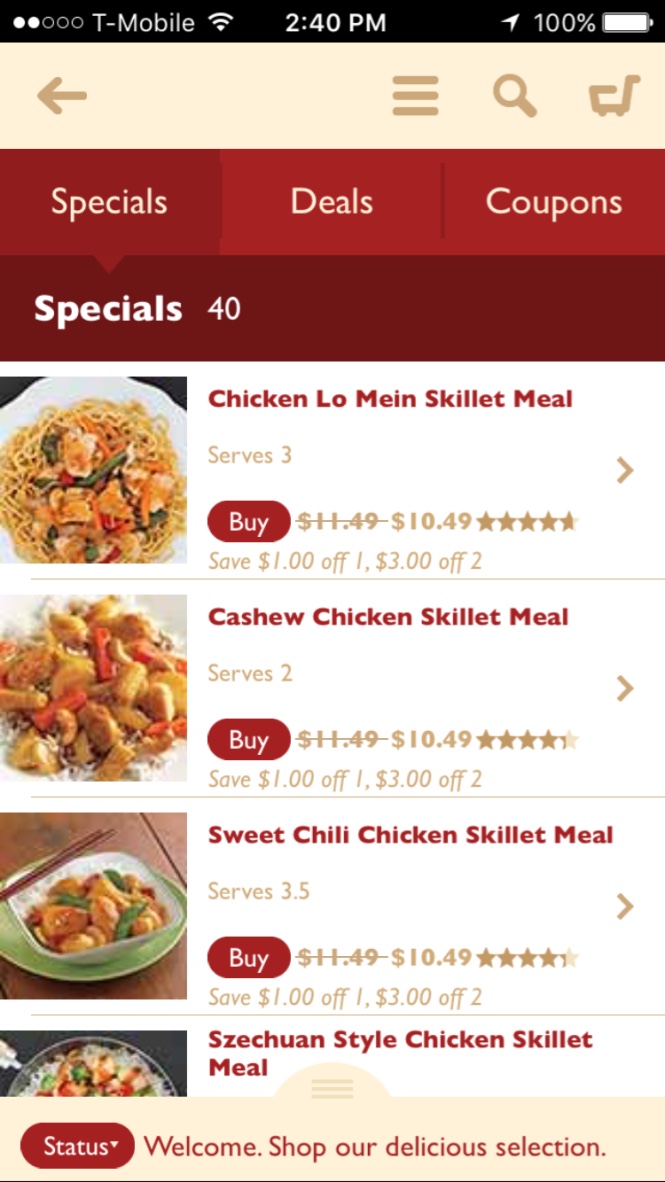 T-Mobile 2:40 PM 100%
Specials Deals Coupons
Specials 40
Chicken Lo Mein Skillet Meal
Serves 3
Buy $11.49 $10.49
Save $1.00 off 1, $3.00 off 2
Cashew Chicken Skillet Meal
Serves 2
Buy $11.49 $10.49
Save $1.00 off 1, $3.00 off 2
Sweet Chili Chicken Skillet Meal
Serves 3.5
Buy $11.49 $10.49
Save $1.00 off 1, $3.00 off 2
Szechuan Style Chicken Skillet
Meal
Status Welcome. Shop our delicious selection.